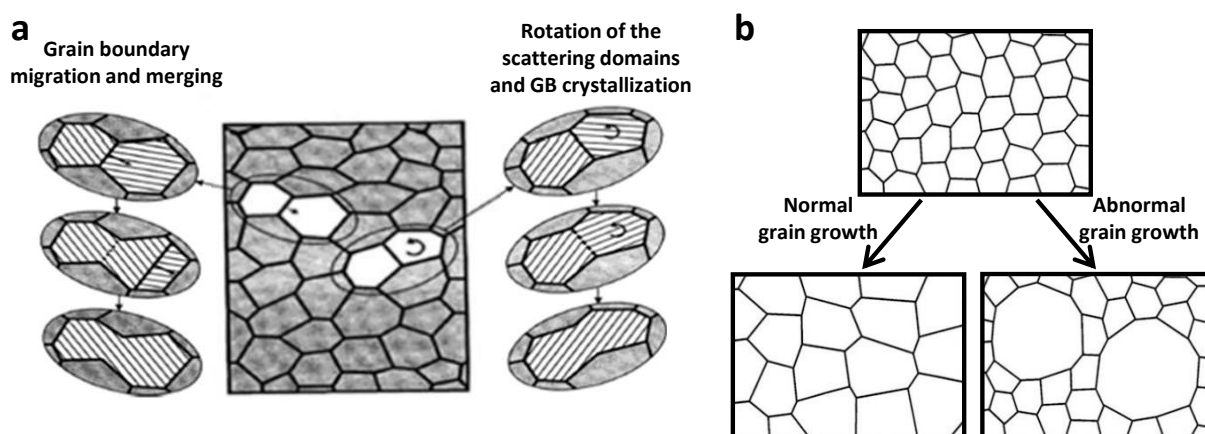 a
Grain boundary
migration and merging
Rotation of the
scattering domains
and GB crystallization
b
Normal
grain growth
Abnormal
grain growth